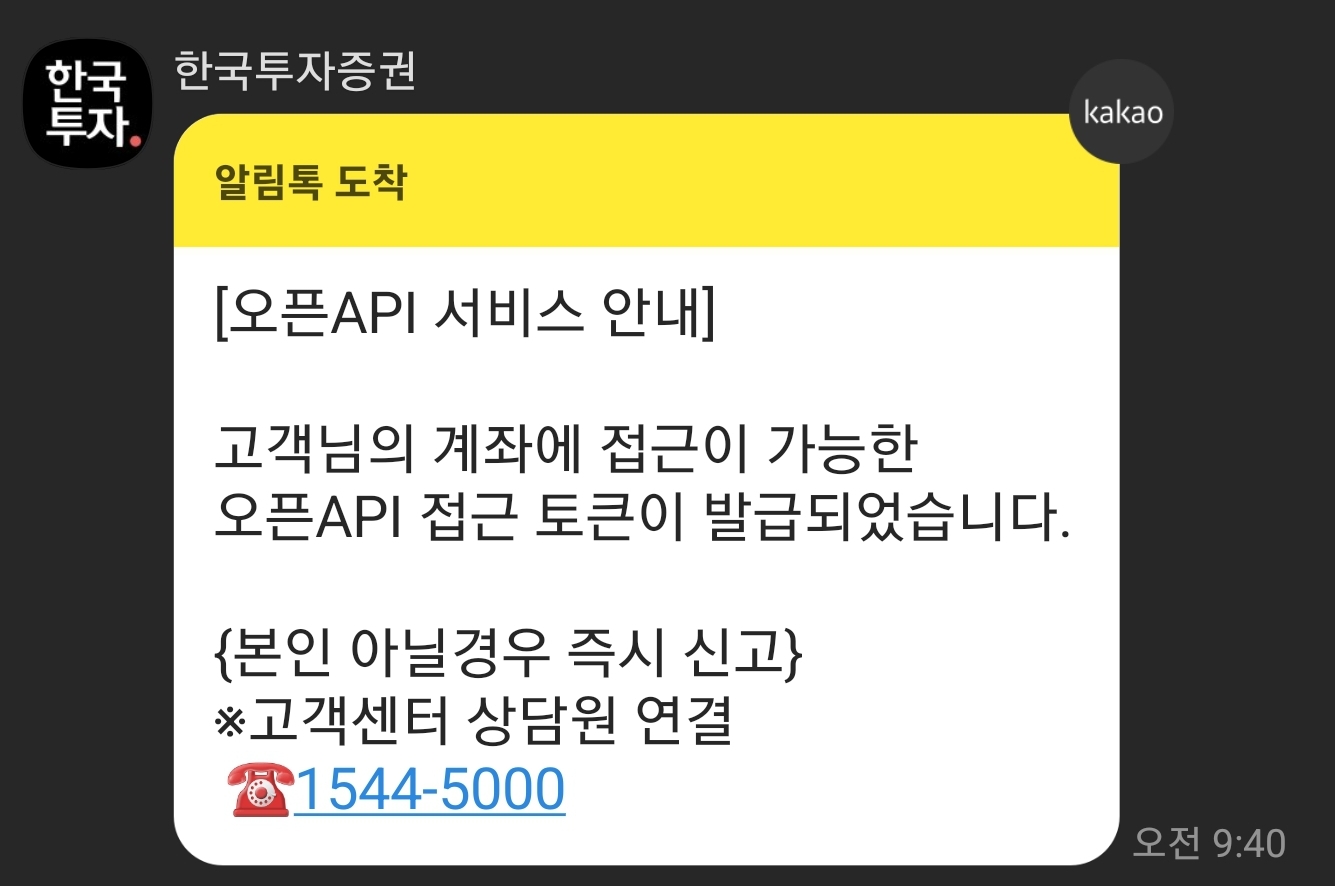 한국
투자.
한국투자증권
kakao
알림톡 도착
[오픈API 서비스 안내]
고객님의 계좌에 접근이 가능한
오픈API 접근 토큰이 발급되었습니다.
{본인 아닐경우 즉시 신고}
※고객센터 상담원 연결
☎1544-5000
오전 9:40